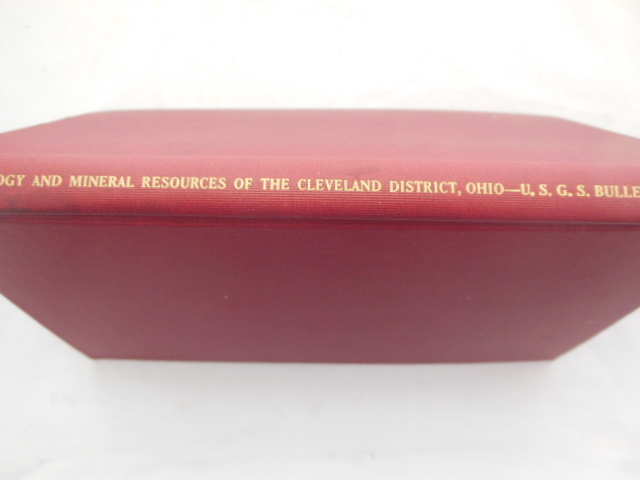 OGY AND MINERAL RESOURCES OF THE CLEVELAND DISTRICT, OHIO—U. S. G. S. BULLE